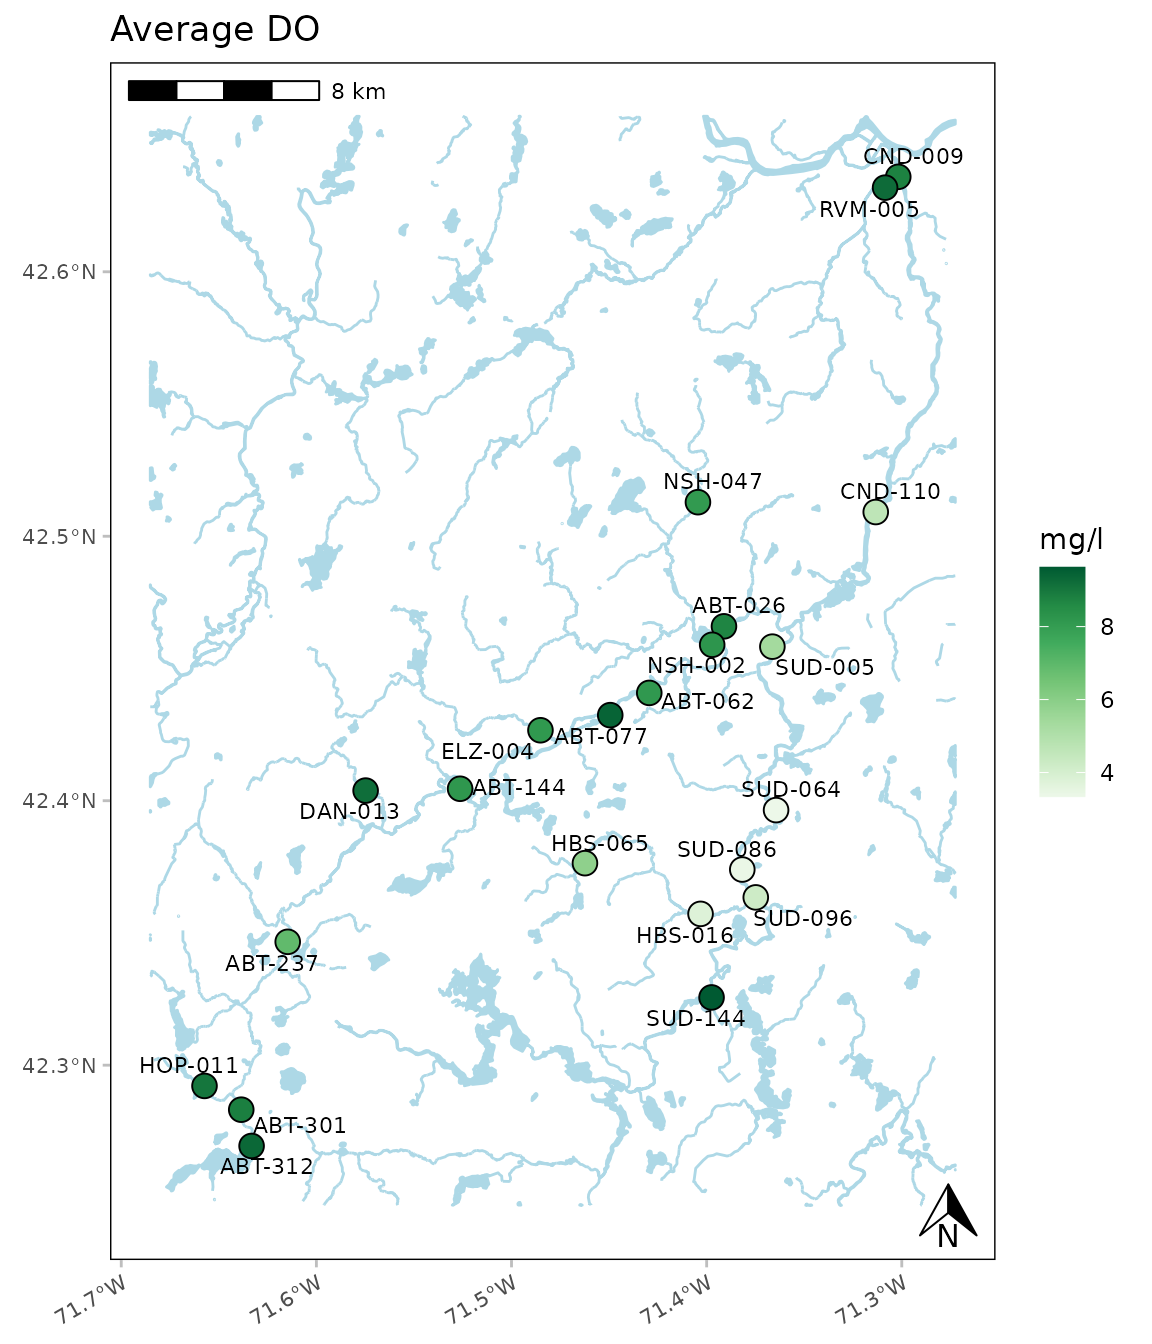 Average DO
8 km
CND-009
RVM-005
42.6°N
NSH-047
CND-110
42.5°N
mg/l
ABT-026
8
NSH-002
SUD-005
ABT-062
6
ABT-077
ELZ-004
4
ABT-144
SUD-064
42.4°N
DAN-013
HBS-065
SUD-086
SUD-096
HBS-016
ABT-237
SUD-144
HOP-011
42.3°N
ABT-301
ABT-312
N
71.7°W
71.6°W
71.5°W
71.4°W
71.3°W